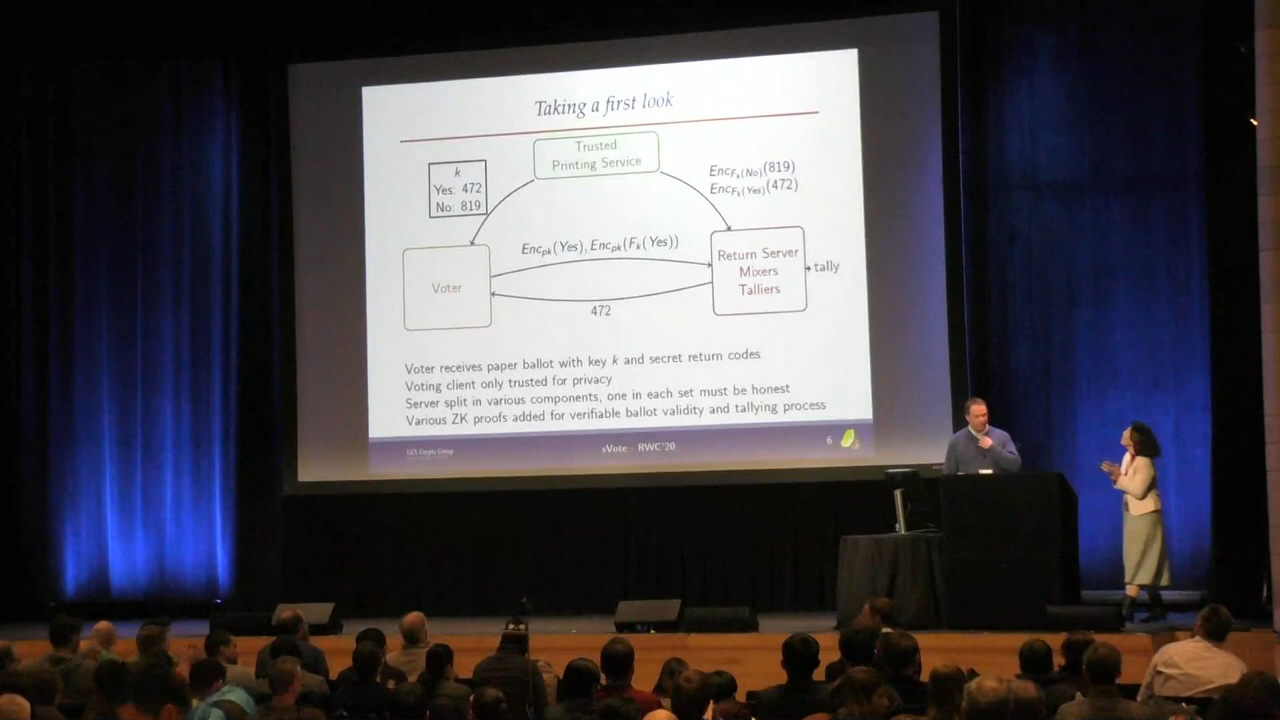 Taking a first look
Trusted
Printing Service
k
Yes: 472
No: 819
Enc_{F_k(No)}(819)
Enc_{F_k(Yes)}(472)
Enc_{pk}(Yes), Enc_{pk}(F_k(Yes))
Voter
Return Server
Mixers
Talliers
tally
472
Voter receives paper ballot with key k and secret return codes
Voting client only trusted for privacy
Server split in various components, one in each set must be honest
Various ZK proofs added for verifiable ballot validity and tallying process
UCL Crypto Group
sVote - RWC'20
6